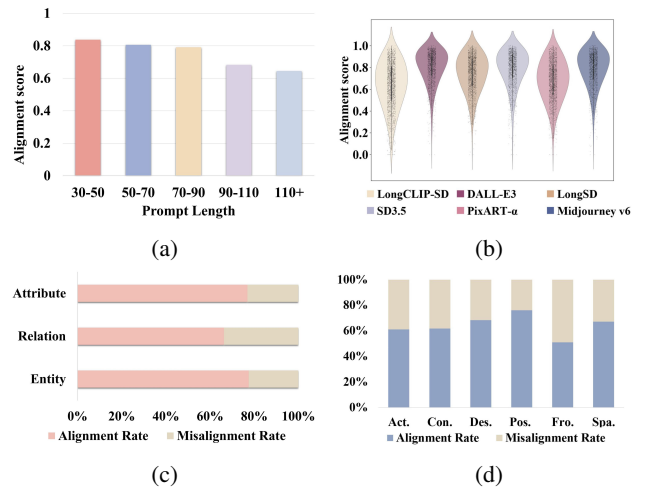 1
0.8
0.6
0.4
0.2
0
Alignment score
30-50 50-70 70-90 90-110 110+
Prompt Length
(a)
1.0
0.8
0.6
0.4
0.2
0.0
Alignment score
LongCLIP-SD DALL-E3 LongSD
SD3.5 PixART-α Midjourney v6
(b)
Attribute
Relation
Entity
0% 20% 40% 60% 80% 100%
Alignment Rate Misalignment Rate
(c)
100%
80%
60%
40%
20%
0%
Act. Con. Des. Pos. Fro. Spa.
Alignment Rate Misalignment Rate
(d)